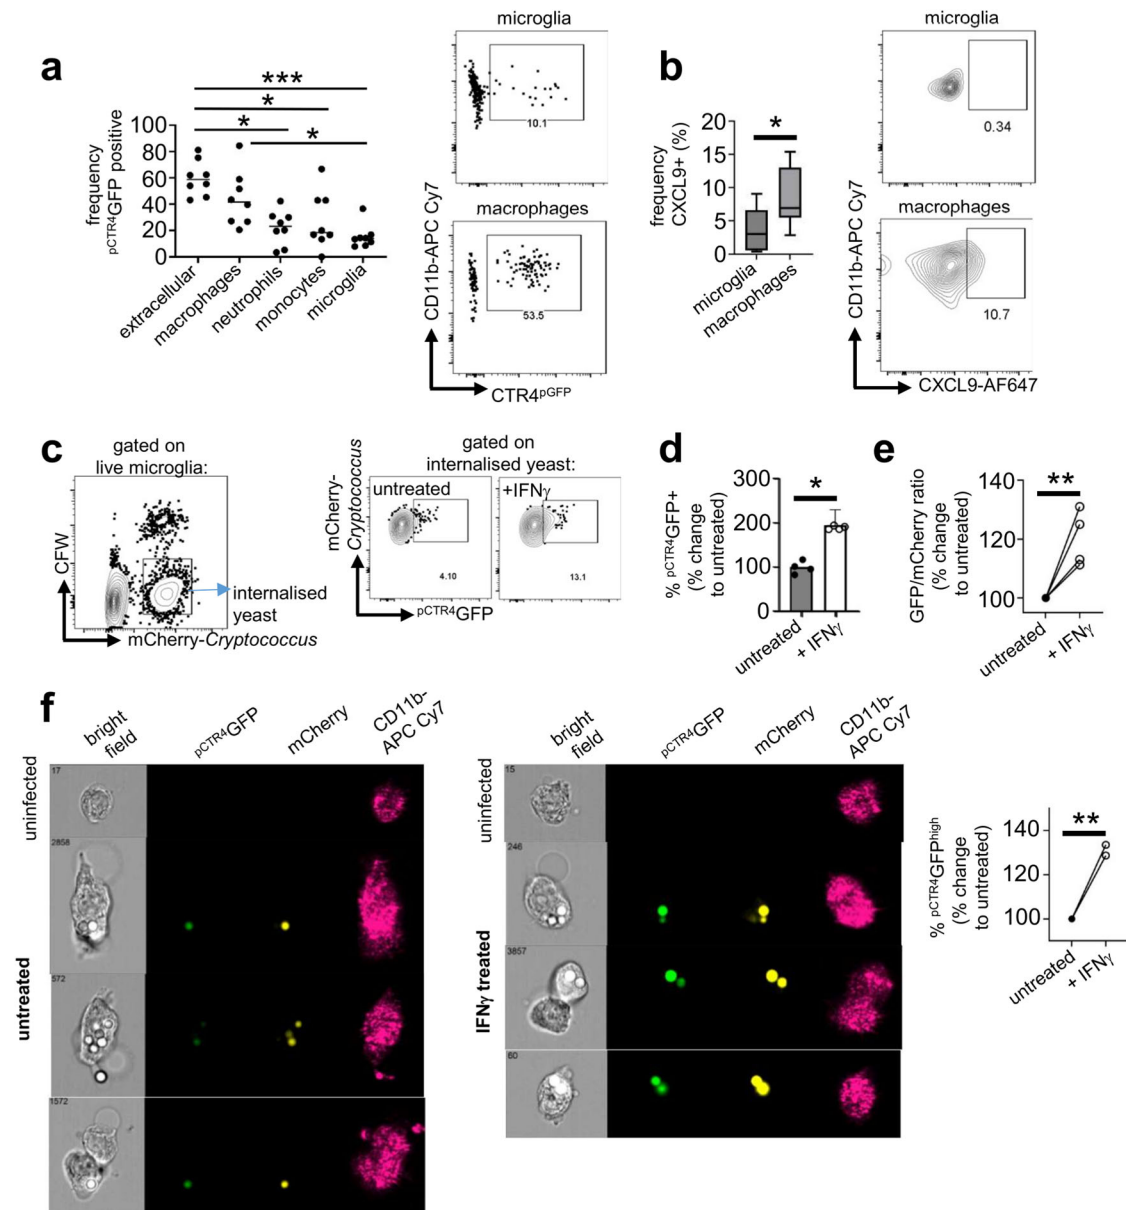 a
***
*
*
*
frequency
pCTR4GFP positive
100
80
60
40
20
0
extracellular
macrophages
neutrophils
monocytes
microglia
microglia
10.1
macrophages
53.5
CD11b-APC Cy7
CTR4pGFP
b
*
frequency
CXCL9+ (%)
20
15
10
5
0
microglia
macrophages
microglia
0.34
macrophages
10.7
CD11b-APC Cy7
CXCL9-AF647
c
gated on
live microglia:
CFW
mCherry-Cryptococcus
internalised
yeast
gated on
internalised yeast:
mCherry-
Cryptococcus
untreated
4.10
+IFNγ
13.1
pCTR4GFP
d
*
% pCTR4GFP+
(% change
to untreated)
300
200
100
0
untreated
+ IFNγ
e
**
GFP/mCherry ratio
(% change
to untreated)
140
120
100
untreated
+ IFNγ
f
bright
field
pCTR4GFP
mCherry
CD11b-
APC Cy7
uninfected
17
untreated
2858
572
1572
bright
field
pCTR4GFP
mCherry
CD11b-
APC Cy7
uninfected
15
IFNγ treated
246
3857
60
**
% pCTR4GFPhigh
(% change
to untreated)
140
120
100
untreated
+ IFNγ